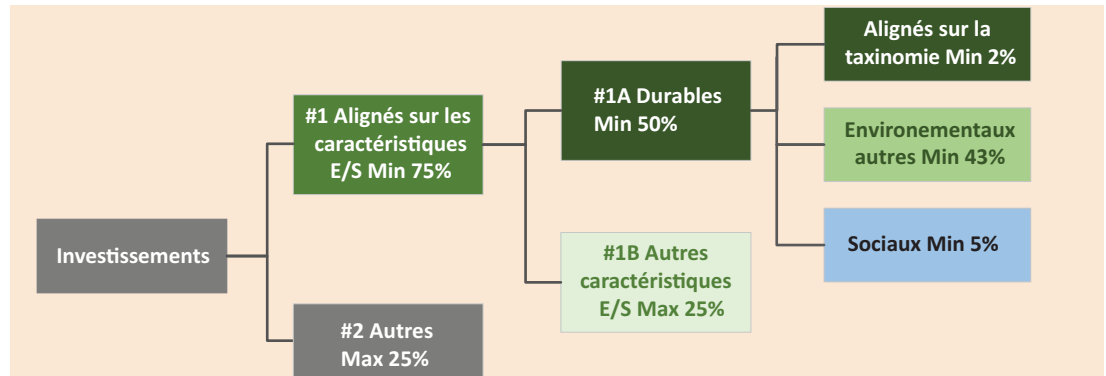 Investissements
#1 Alignés sur les
caractéristiques
E/S Min 75%
#2 Autres
Max 25%
#1A Durables
Min 50%
#1B Autres
caractéristiques
E/S Max 25%
Alignés sur la
taxinomie Min 2%
Environementaux
autres Min 43%
Sociaux Min 5%